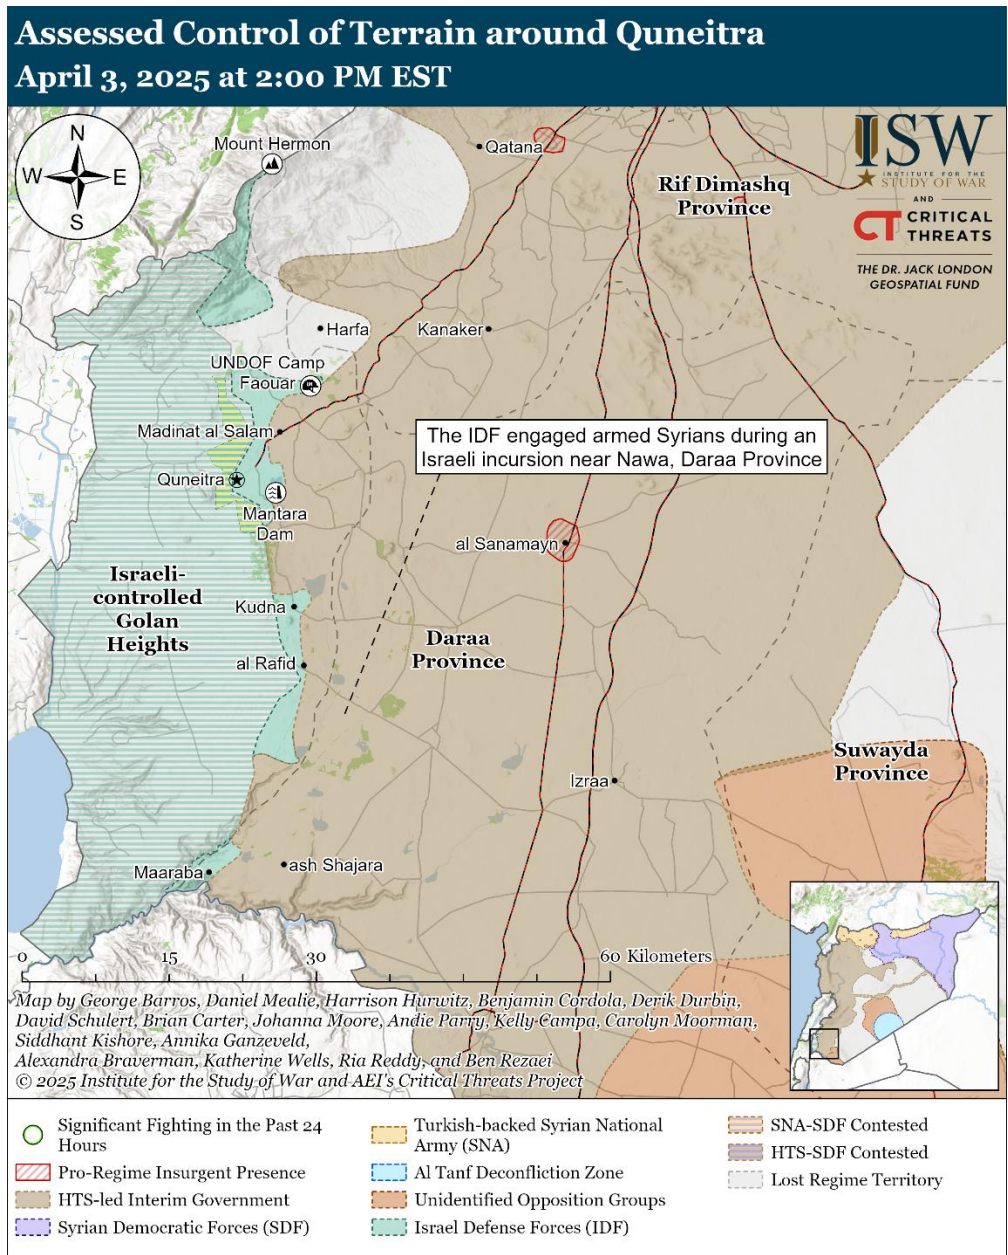 Assessed Control of Terrain around Quneitra
April 3, 2025 at 2:00 PM EST
N
W
E
S
Mount Hermon
Qatana
ISW
INSTITUTE FOR THE
STUDY OF WAR
AND
CT CRITICAL
THREATS
THE DR. JACK LONDON
GEOSPATIAL FUND
Rif Dimashq
Province
Harfa
Kanaker
UNDOF Camp
Faouar
Madinat al Salam
The IDF engaged armed Syrians during an
Israeli incursion near Nawa, Daraa Province
Quneitra
Mantara
Dam
al Sanamayn
Israeli-
controlled
Golan
Heights
Kudna
Daraa
Province
al Rafid
Suwayda
Province
Izraa
Maaraba
ash Shajara
0
15
30
60 Kilometers
Map by George Barros, Daniel Mealie, Harrison Hurwitz, Benjamin Cordola, Derik Durbin,
David Schulert, Brian Carter, Johanna Moore, Andie Parry, Kelly Campa, Carolyn Moorman,
Siddhant Kishore, Annika Ganzeveld,
Alexandra Braverman, Katherine Wells, Ria Reddy, and Ben Rezaei
© 2025 Institute for the Study of War and AEI's Critical Threats Project
Significant Fighting in the Past 24
Hours
Pro-Regime Insurgent Presence
HTS-led Interim Government
Syrian Democratic Forces (SDF)
Turkish-backed Syrian National
Army (SNA)
Al Tanf Deconfliction Zone
Unidentified Opposition Groups
Israel Defense Forces (IDF)
SNA-SDF Contested
HTS-SDF Contested
Lost Regime Territory